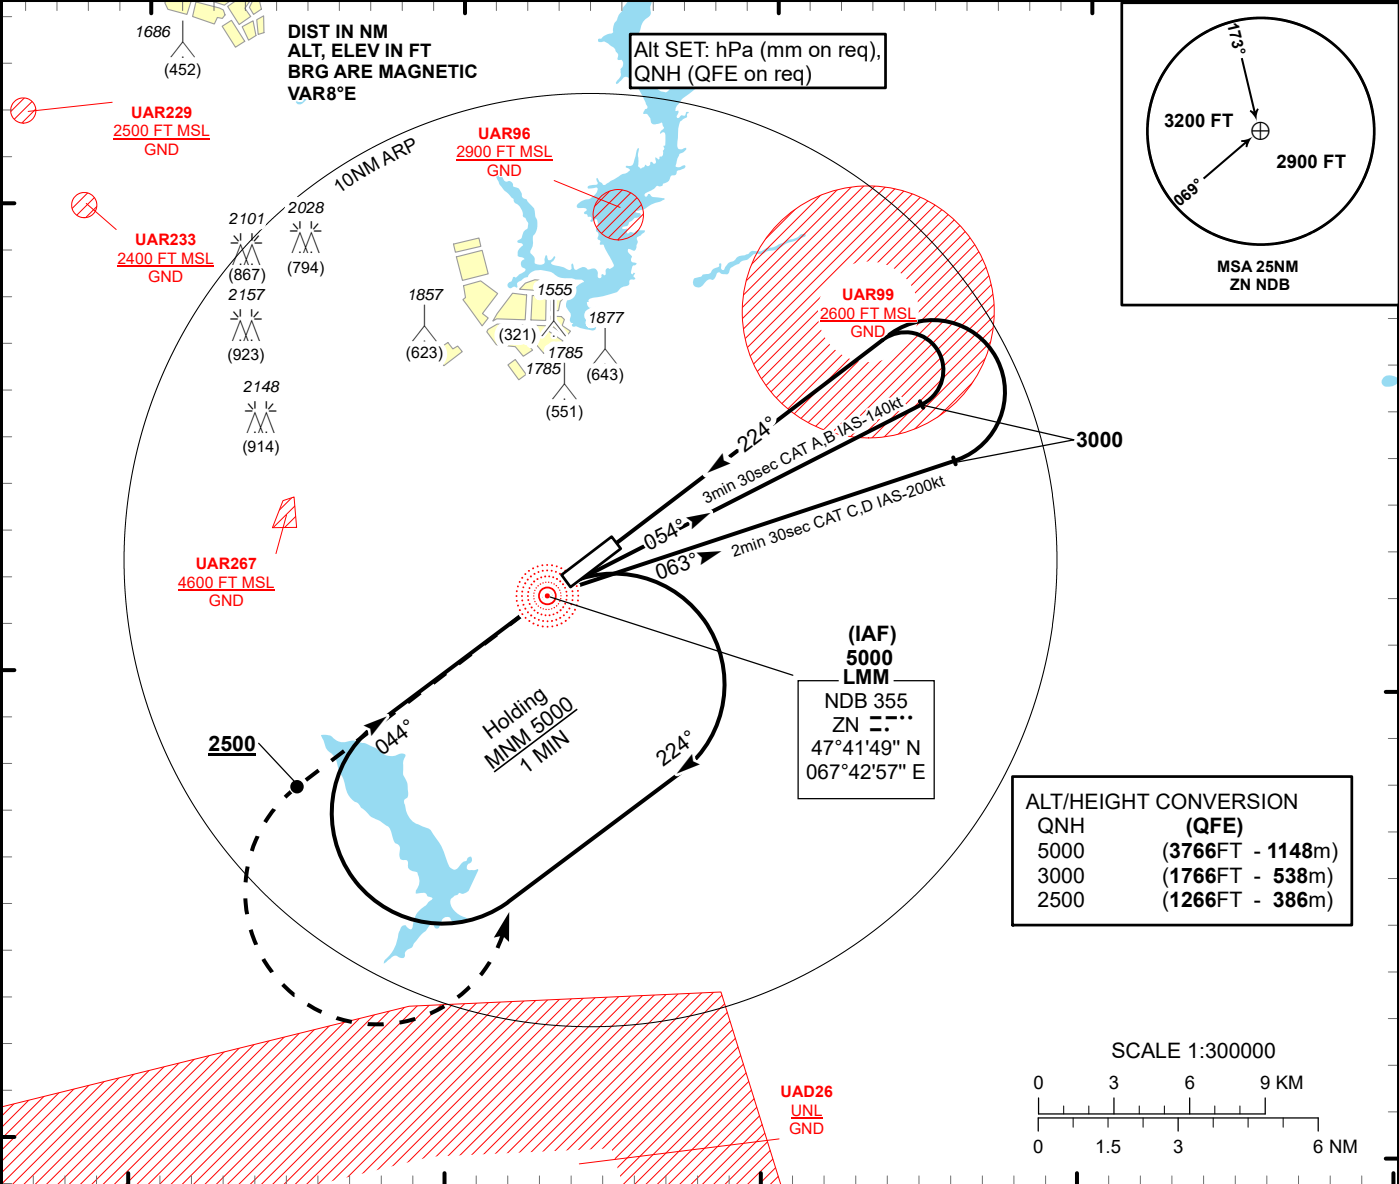 1686
(452)
DIST IN NM
ALT, ELEV IN FT
BRG ARE MAGNETIC
VAR8°E
Alt SET: hPa (mm on req),
QNH (QFE on req)
173°
3200 FT
2900 FT
069°
MSA 25NM
ZN NDB
UAR229
2500 FT MSL
GND
UAR96
2900 FT MSL
GND
10NM ARP
UAR233
2400 FT MSL
GND
2101
(867)
2028
(794)
2157
(923)
2148
(914)
1857
(623)
1555
(321)
1877
(643)
1785
1785
(551)
UAR99
2600 FT MSL
GND
224°
3min 30sec CAT A,B IAS-140kt
054°
2min 30sec CAT C,D IAS-200kt
063°
3000
UAR267
4600 FT MSL
GND
(IAF)
5000
LMM
NDB 355
ZN
47°41'49" N
067°42'57" E
Holding
MNM 5000
1 MIN
044°
224°
2500
ALT/HEIGHT CONVERSION
QNH (QFE)
5000 (3766FT - 1148m)
3000 (1766FT - 538m)
2500 (1266FT - 386m)
SCALE 1:300000
0 3 6 9 KM
0 1.5 3 6 NM
UAD26
UNL
GND